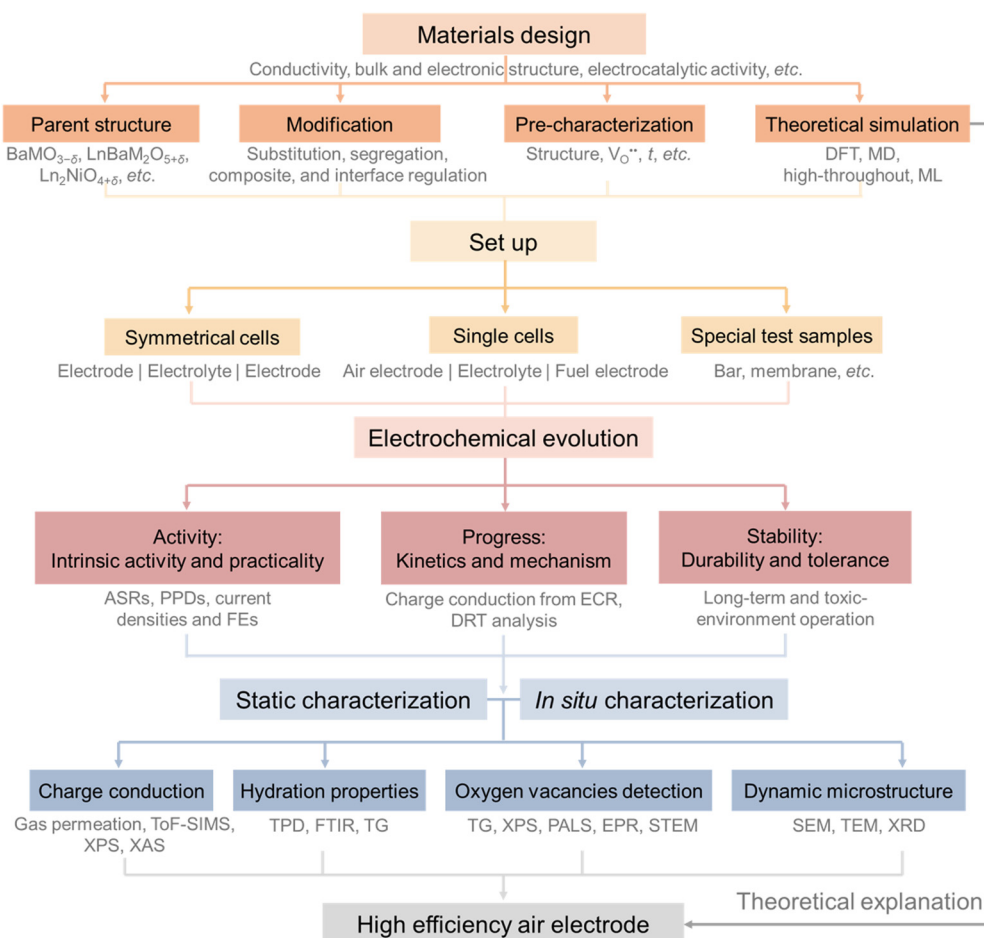 Materials design
Conductivity, bulk and electronic structure, electrocatalytic activity, etc.
Parent structure
BaMO₃₋δ, LnBaM₂O₅₊δ,
Ln₂NiO₄₊δ, etc.
Modification
Substitution, segregation,
composite, and interface regulation
Pre-characterization
Structure, V_O••, t, etc.
Theoretical simulation
DFT, MD,
high-throughout, ML
Set up
Symmetrical cells
Electrode | Electrolyte | Electrode
Single cells
Air electrode | Electrolyte | Fuel electrode
Special test samples
Bar, membrane, etc.
Electrochemical evolution
Activity:
Intrinsic activity and practicality
ASRs, PPDs, current
densities and FEs
Progress:
Kinetics and mechanism
Charge conduction from ECR,
DRT analysis
Stability:
Durability and tolerance
Long-term and toxic-
environment operation
Static characterization
In situ characterization
Charge conduction
Gas permeation, ToF-SIMS,
XPS, XAS
Hydration properties
TPD, FTIR, TG
Oxygen vacancies detection
TG, XPS, PALS, EPR, STEM
Dynamic microstructure
SEM, TEM, XRD
Theoretical explanation
High efficiency air electrode